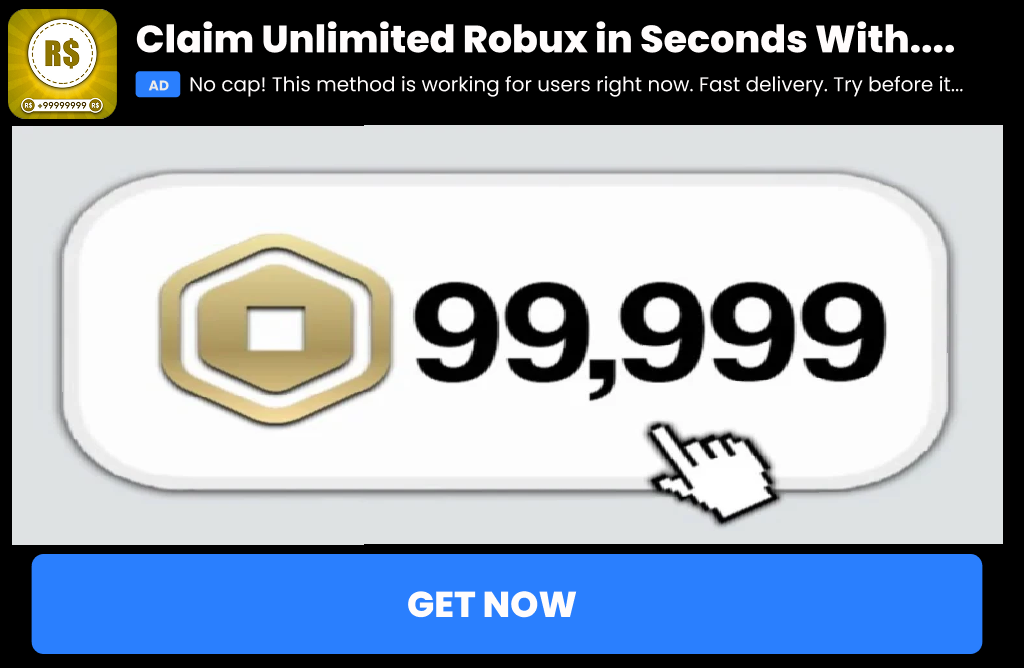 R$
R$ +99999999 R$
Claim Unlimited Robux in Seconds With....
AD No cap! This method is working for users right now. Fast delivery. Try before it...
99,999
GET NOW